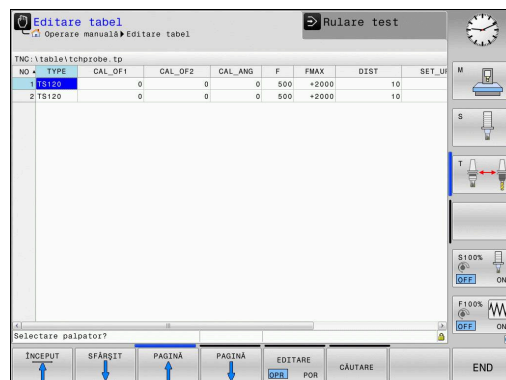 Editare tabel
Operare manuală▸Editare tabel
Rulare test
TNC:\table\tchprobe.tp
NO TYPE CAL_OF1 CAL_OF2 CAL_ANG F FMAX DIST SET_UP
1 TS120 0 0 0 500 +2000 10
2 TS120 0 0 0 500 +2000 10
M
S
T
S100%
OFF ON
F100%
OFF ON
Selectare palpator?
ÎNCEPUT SFÂRŞIT PAGINĂ PAGINĂ EDITARE CĂUTARE END
OPR POR